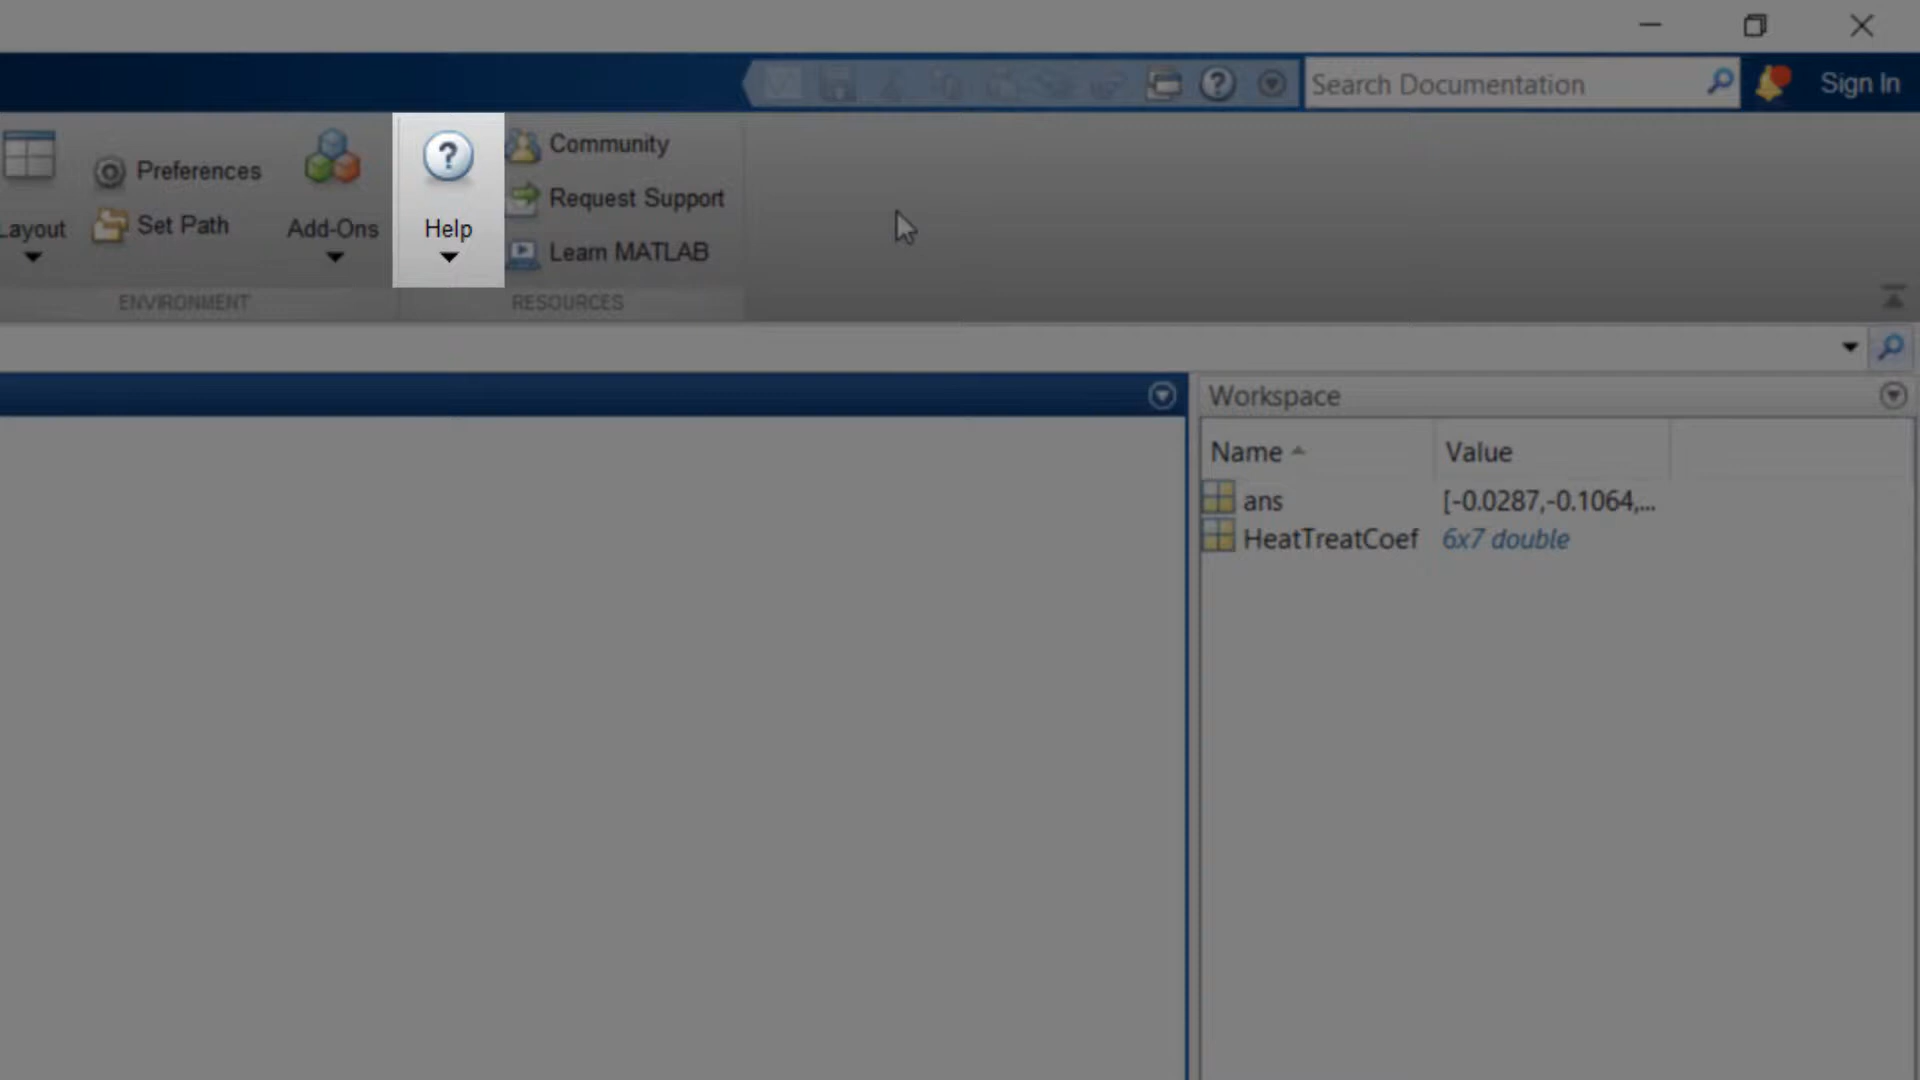 Search Documentation
Sign In
Layout
Preferences
Set Path
Add-Ons
Help
Community
Request Support
Learn MATLAB
ENVIRONMENT
RESOURCES
Workspace
Name Value
ans [-0.0287,-0.1064,...
HeatTreatCoef 6x7 double